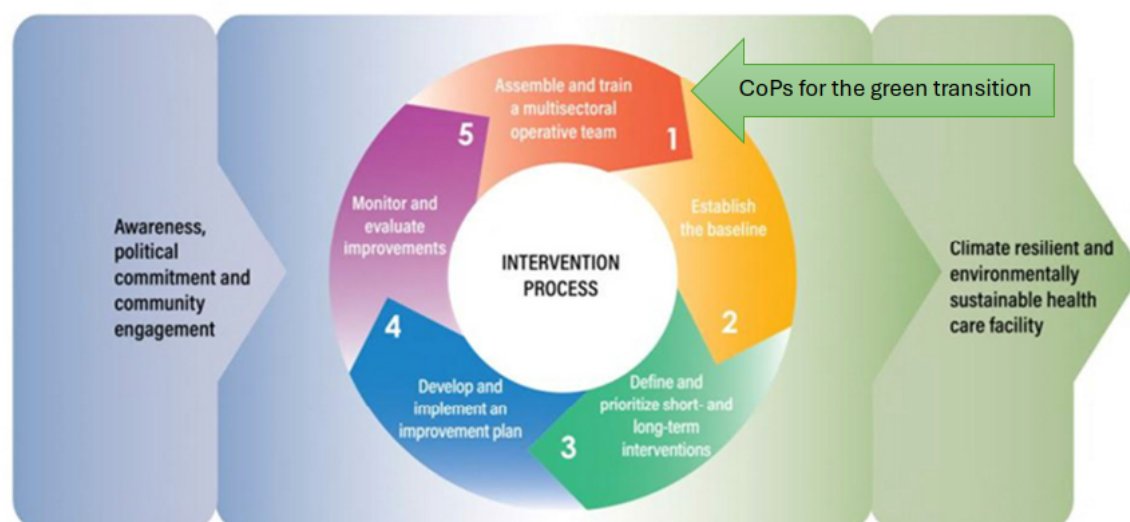 Awareness,
political
commitment and
community
engagement
INTERVENTION
PROCESS
Assemble and train
a multisectoral
operative team
1
CoPs for the green transition
Establish
the baseline
2
Define and
prioritize short- and
long-term
interventions
3
Develop and
implement an
improvement plan
4
Monitor and
evaluate
improvements
5
Climate resilient and
environmentally
sustainable health
care facility